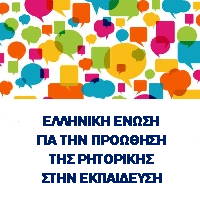 ΕΛΛΗΝΙΚΗ ΕΝΩΣΗ
ΓΙΑ ΤΗΝ ΠΡΟΩΘΗΣΗ
ΤΗΣ ΡΗΤΟΡΙΚΗΣ
ΣΤΗΝ ΕΚΠΑΙΔΕΥΣΗ